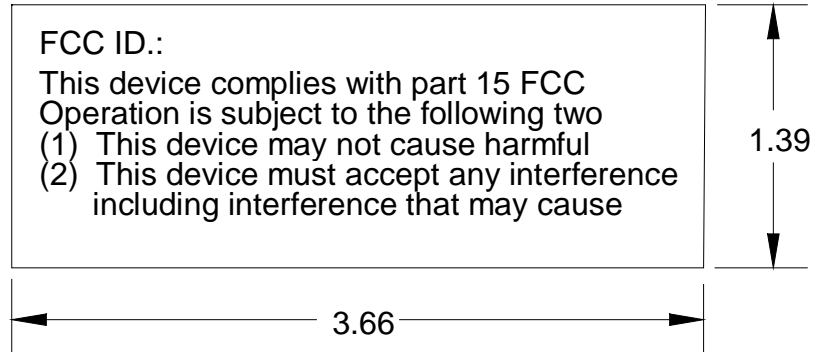 FCC ID.:
This device complies with part 15 FCC
Operation is subject to the following two
(1) This device may not cause harmful
(2) This device must accept any interference
including interference that may cause
1.39
3.66